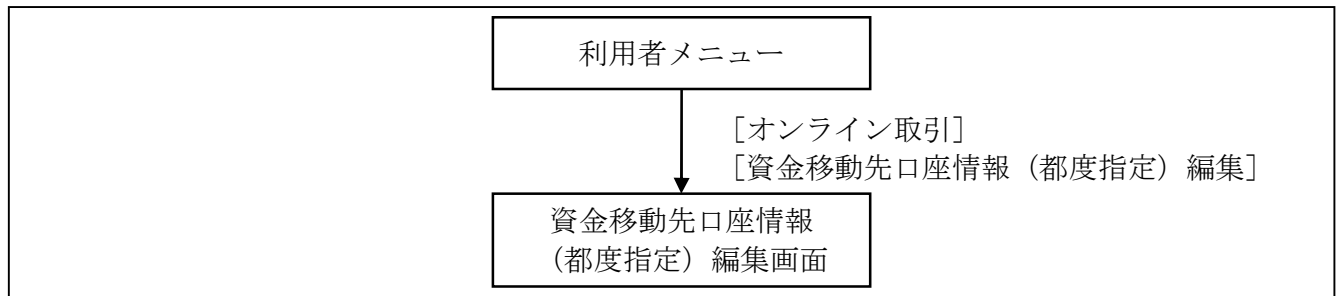 利用者メニュー
[オンライン取引]
[資金移動先口座情報（都度指定）編集]
資金移動先口座情報
（都度指定）編集画面